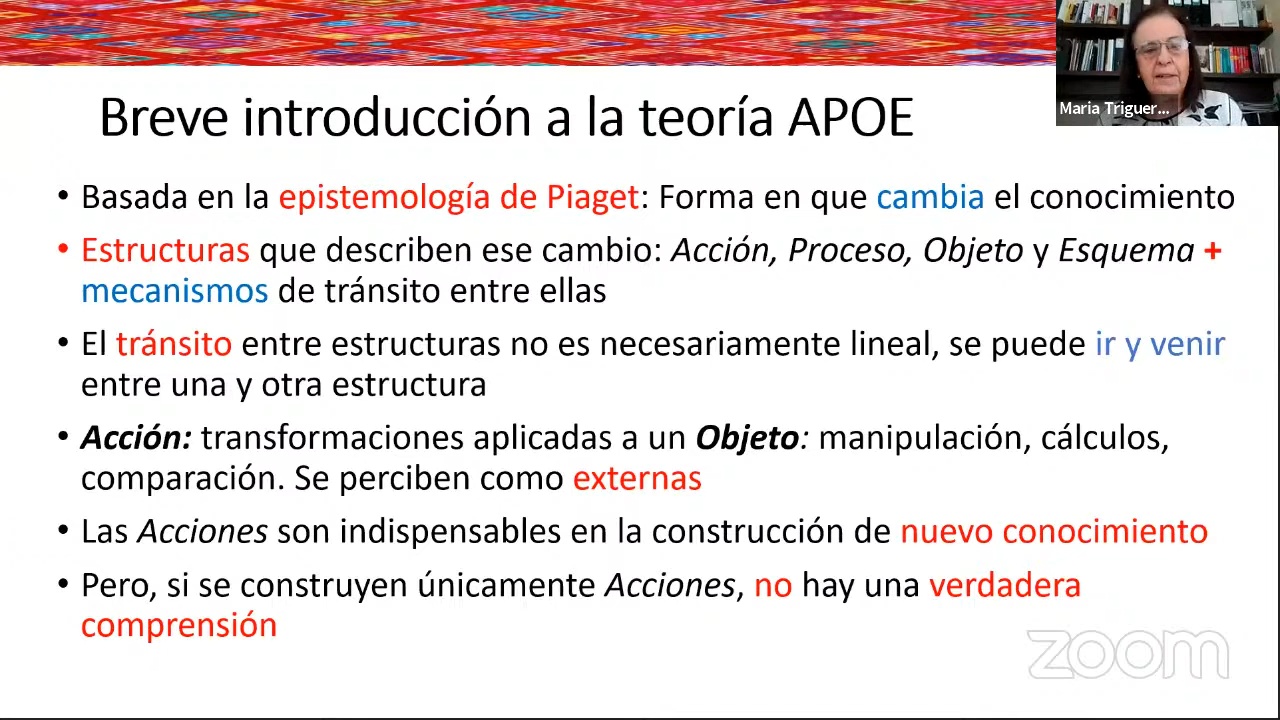 Maria Triguer...
Breve introducción a la teoría APOE
• Basada en la epistemología de Piaget: Forma en que cambia el conocimiento
• Estructuras que describen ese cambio: Acción, Proceso, Objeto y Esquema +
mecanismos de tránsito entre ellas
• El tránsito entre estructuras no es necesariamente lineal, se puede ir y venir
entre una y otra estructura
• Acción: transformaciones aplicadas a un Objeto: manipulación, cálculos,
comparación. Se perciben como externas
• Las Acciones son indispensables en la construcción de nuevo conocimiento
• Pero, si se construyen únicamente Acciones, no hay una verdadera
comprensión
zoom